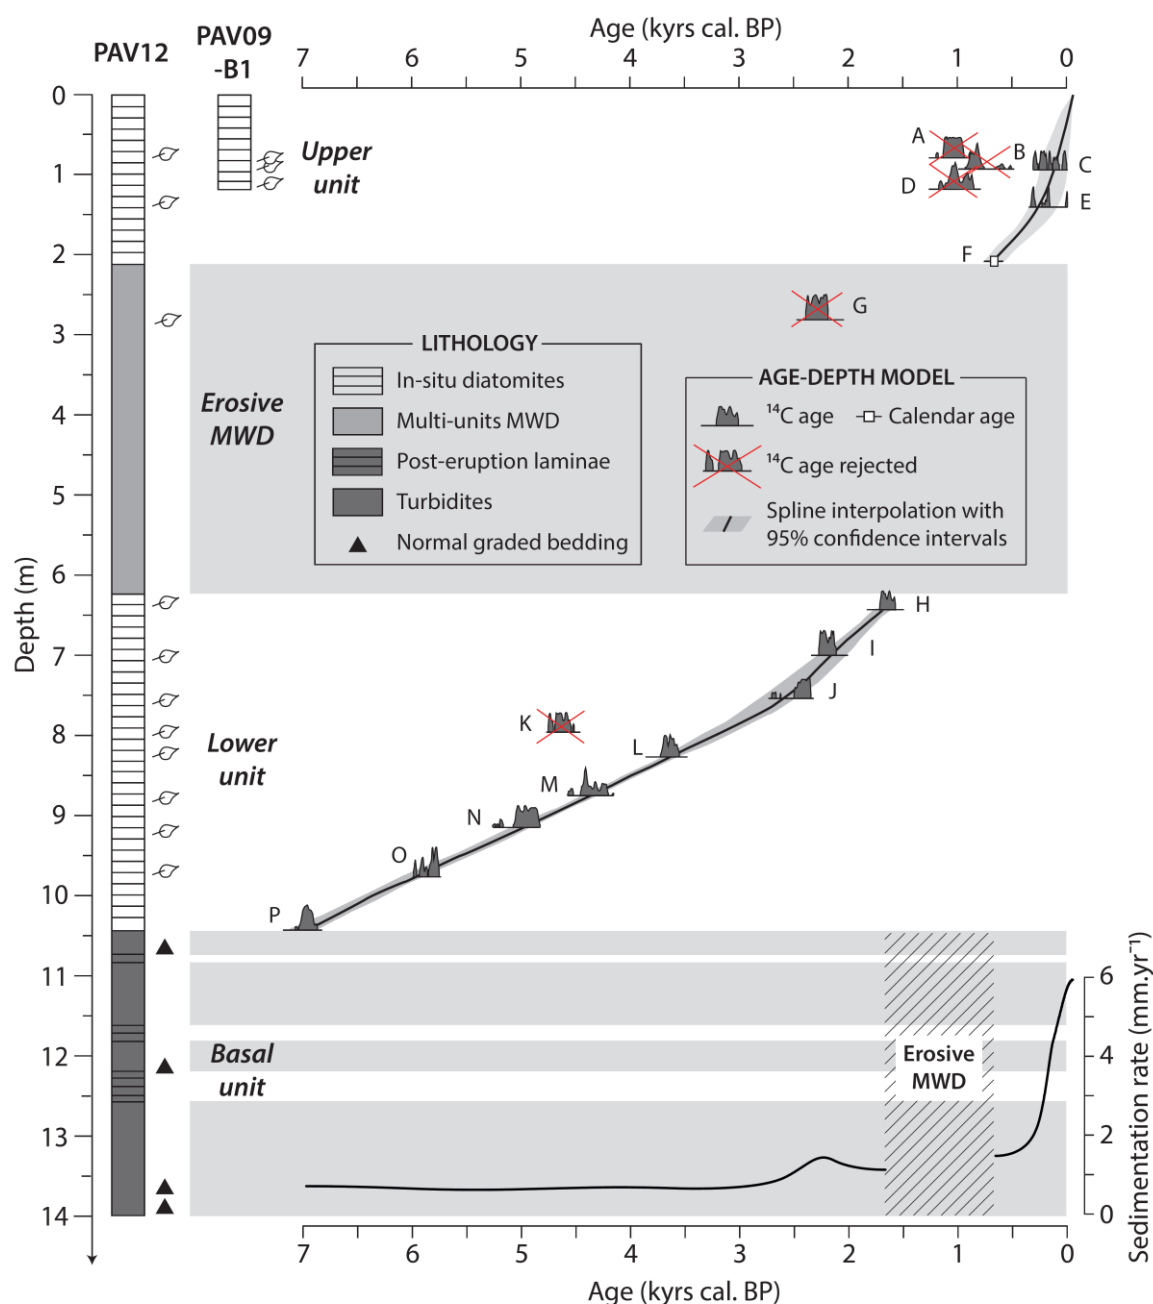 Age (kyrs cal. BP)
PAV12
PAV09
-B1
7 6 5 4 3 2 1 0
0
1
2
3
4
5
6
7
8
9
10
11
12
13
14
Depth (m)
Upper
unit
Erosive
MWD
Lower
unit
Basal
unit
A
B
C
D
E
F
G
H
I
J
K
L
M
N
O
P
LITHOLOGY
In-situ diatomites
Multi-units MWD
Post-eruption laminae
Turbidites
Normal graded bedding
AGE-DEPTH MODEL
¹⁴C age
Calendar age
¹⁴C age rejected
Spline interpolation with
95% confidence intervals
Erosive
MWD
6
4
2
0
Sedimentation rate (mm.yr⁻¹)
7 6 5 4 3 2 1 0
Age (kyrs cal. BP)